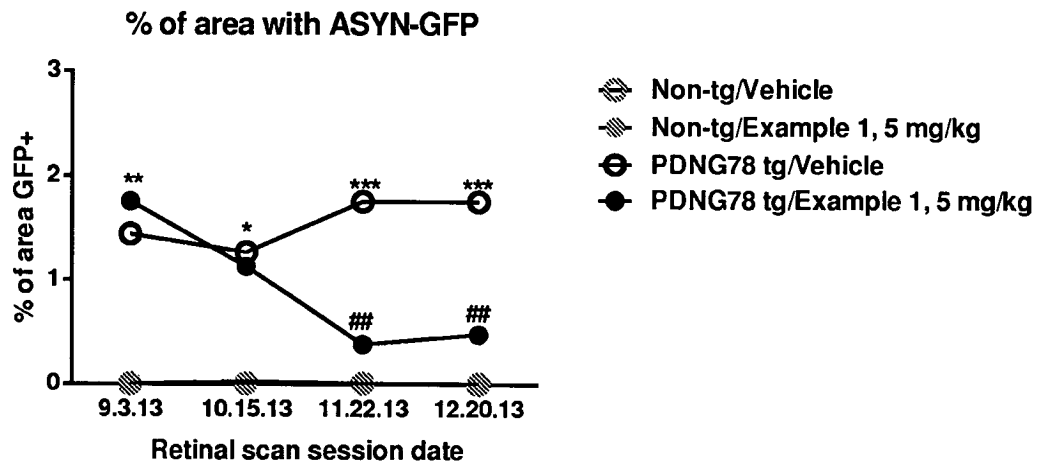 % of area with ASYN-GFP
3
2
1
0
% of area GFP+
**
*
***
***
##
##
9.3.13 10.15.13 11.22.13 12.20.13
Retinal scan session date
Non-tg/Vehicle
Non-tg/Example 1, 5 mg/kg
PDNG78 tg/Vehicle
PDNG78 tg/Example 1, 5 mg/kg